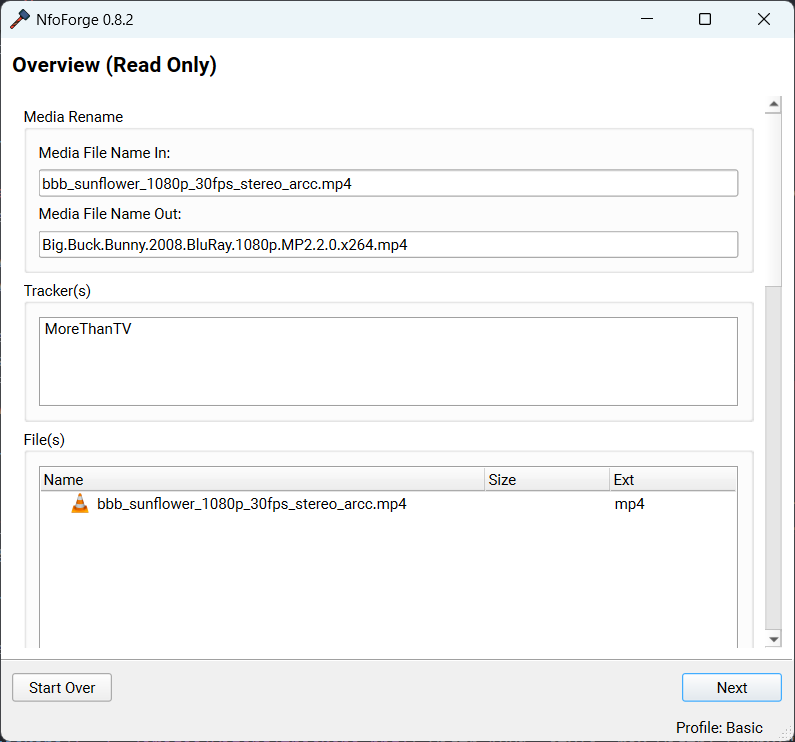 NfoForge 0.8.2
Overview (Read Only)
Media Rename
Media File Name In:
bbb_sunflower_1080p_30fps_stereo_arcc.mp4
Media File Name Out:
Big.Buck.Bunny.2008.BluRay.1080p.MP2.2.0.x264.mp4
Tracker(s)
MoreThanTV
File(s)
Name Size Ext
bbb_sunflower_1080p_30fps_stereo_arcc.mp4 mp4
Start Over Next
Profile: Basic